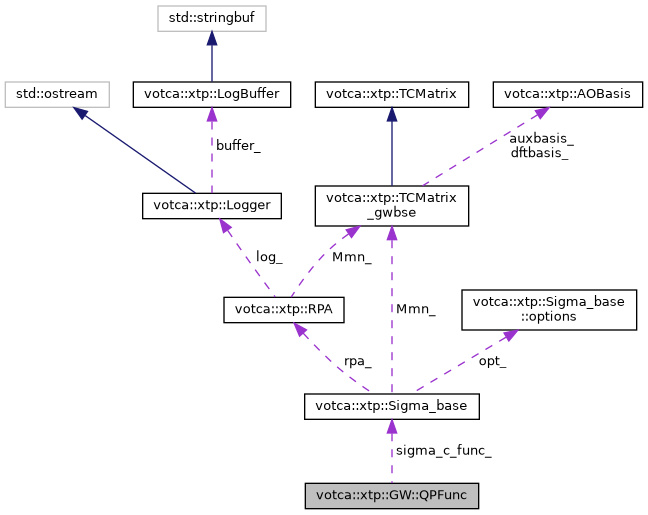 std::stringbuf
std::ostream
votca::xtp::LogBuffer
votca::xtp::TCMatrix
votca::xtp::AOBasis
buffer_
auxbasis_
dftbasis_
votca::xtp::Logger
votca::xtp::TCMatrix
_gwbse
log_
Mmn_
votca::xtp::RPA
Mmn_
votca::xtp::Sigma_base
::options
rpa_
opt_
votca::xtp::Sigma_base
sigma_c_func_
votca::xtp::GW::QPFunc